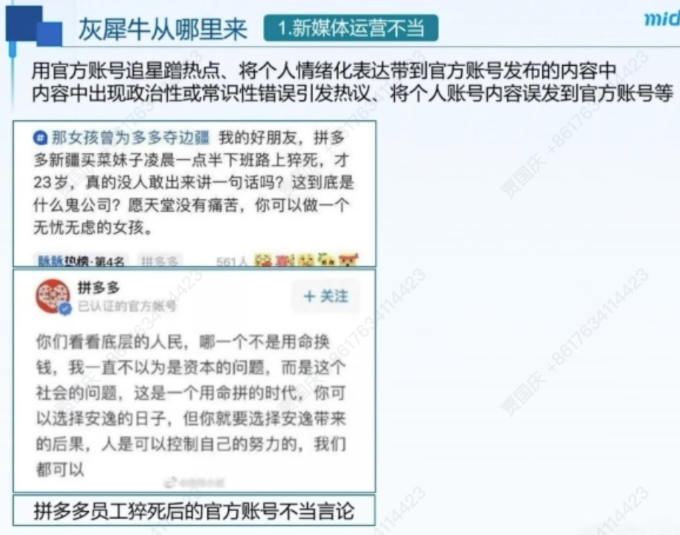 灰犀牛从哪里来
1.新媒体运营不当
mid
用官方账号追星蹭热点、将个人情绪化表达带到官方账号发布的内容中
内容中出现政治性或常识性错误引发热议、将个人账号内容误发到官方账号等
那女孩曾为多多夺边疆 我的好朋友，拼多
多新疆买菜妹子凌晨一点半下班路上猝死，才
23岁，真的没人敢出来讲一句话吗？这到底是
什么鬼公司？愿天堂没有痛苦，你可以做一个
无忧无虑的女孩。
脉脉热榜·第4名 拼多多 561人
拼多多
已认证的官方帐号
+关注
你们看看底层的人民，哪一个不是用命换
钱，我一直不以为是资本的问题，而是这个
社会的问题，这是一个用命拼的时代，你可
以选择安逸的日子，但你就要选择安逸带来
的后果，人是可以控制自己的努力的，我们
都可以
拼多多员工猝死后的官方账号不当言论
贾国庆 +8617634114423
贾国庆 +8617634114423
贾国庆 +8617634114423